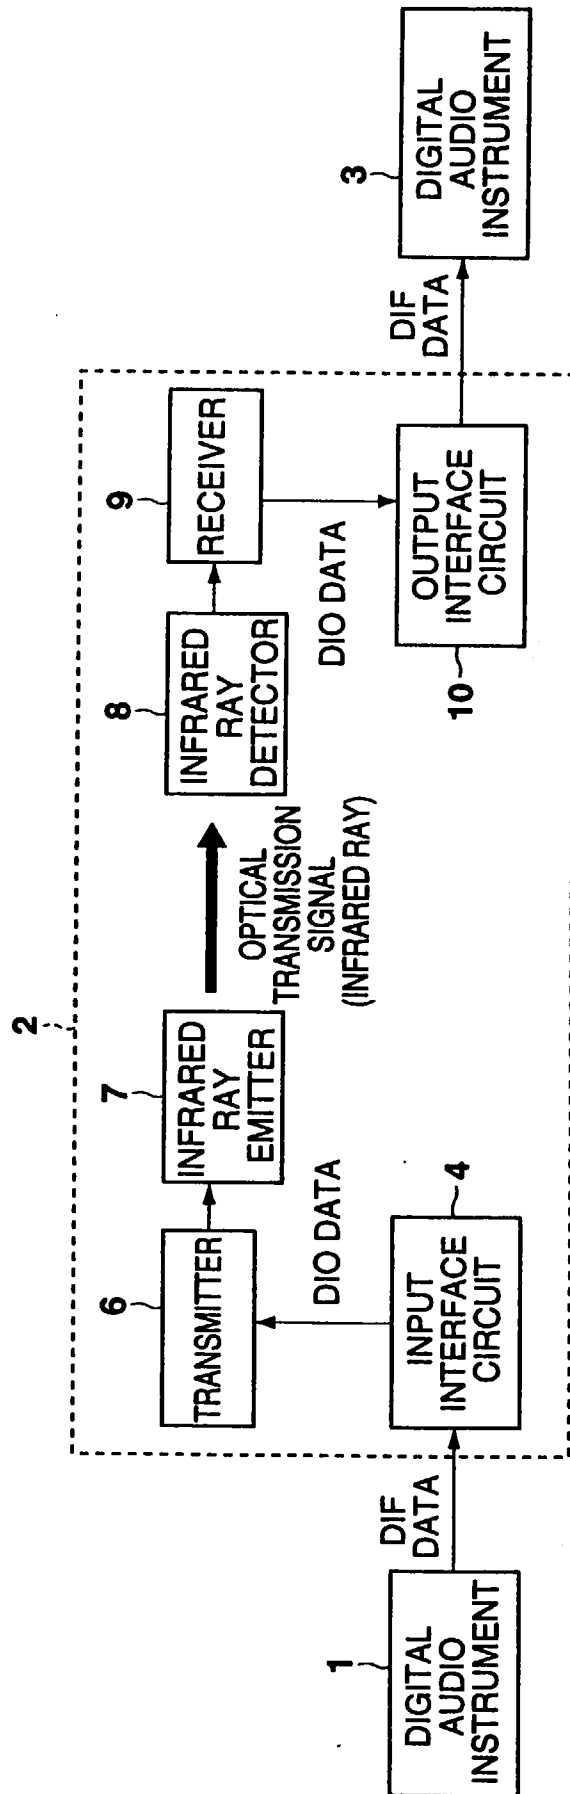 2
1
DIGITAL
AUDIO
INSTRUMENT
DIF
DATA
4
INPUT
INTERFACE
CIRCUIT
DIO DATA
6
TRANSMITTER
7
INFRARED
RAY
EMITTER
OPTICAL
TRANSMISSION
SIGNAL
(INFRARED RAY)
8
INFRARED
RAY
DETECTOR
9
RECEIVER
DIO DATA
10
OUTPUT
INTERFACE
CIRCUIT
DIF
DATA
3
DIGITAL
AUDIO
INSTRUMENT